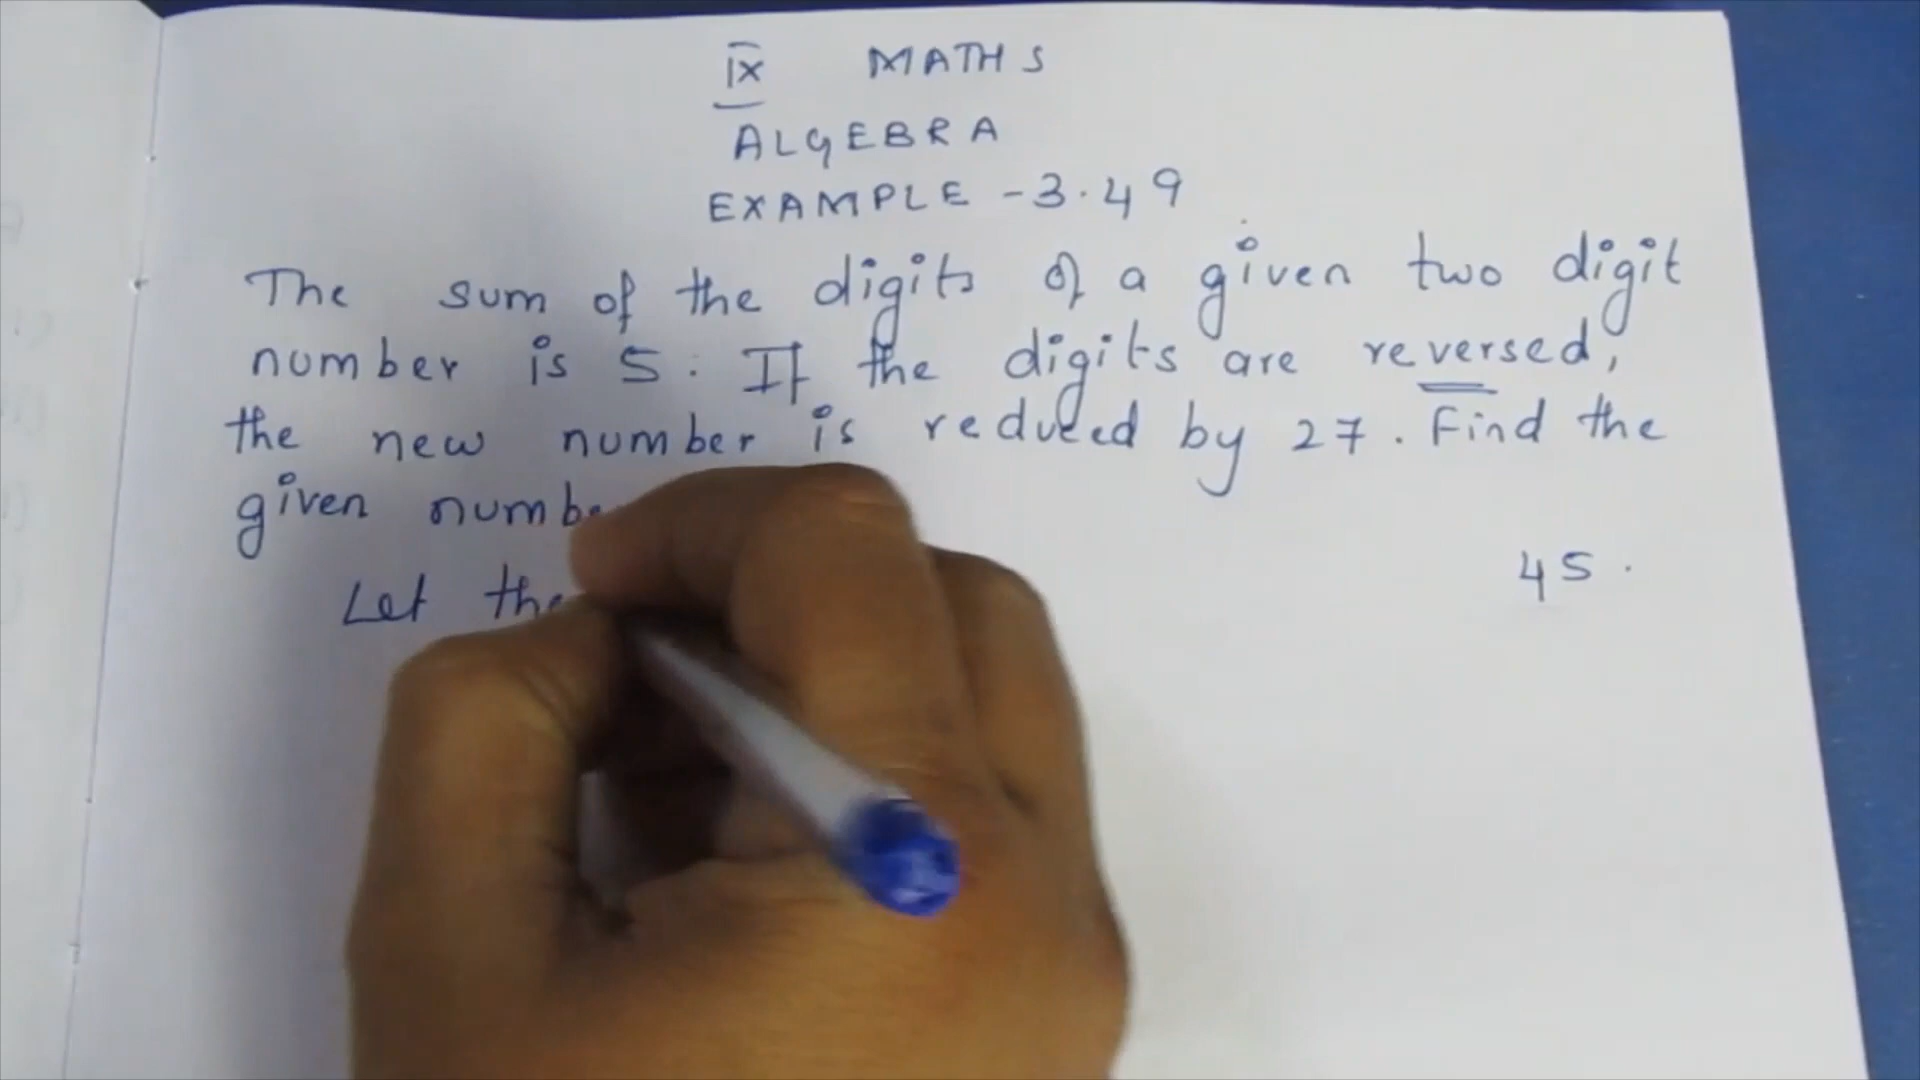 IX MATHS
ALGEBRA
EXAMPLE - 3.49
The sum of the digits of a given two digit
number is 5. If the digits are reversed,
the new number is reduced by 27. Find the
given
45.
Let